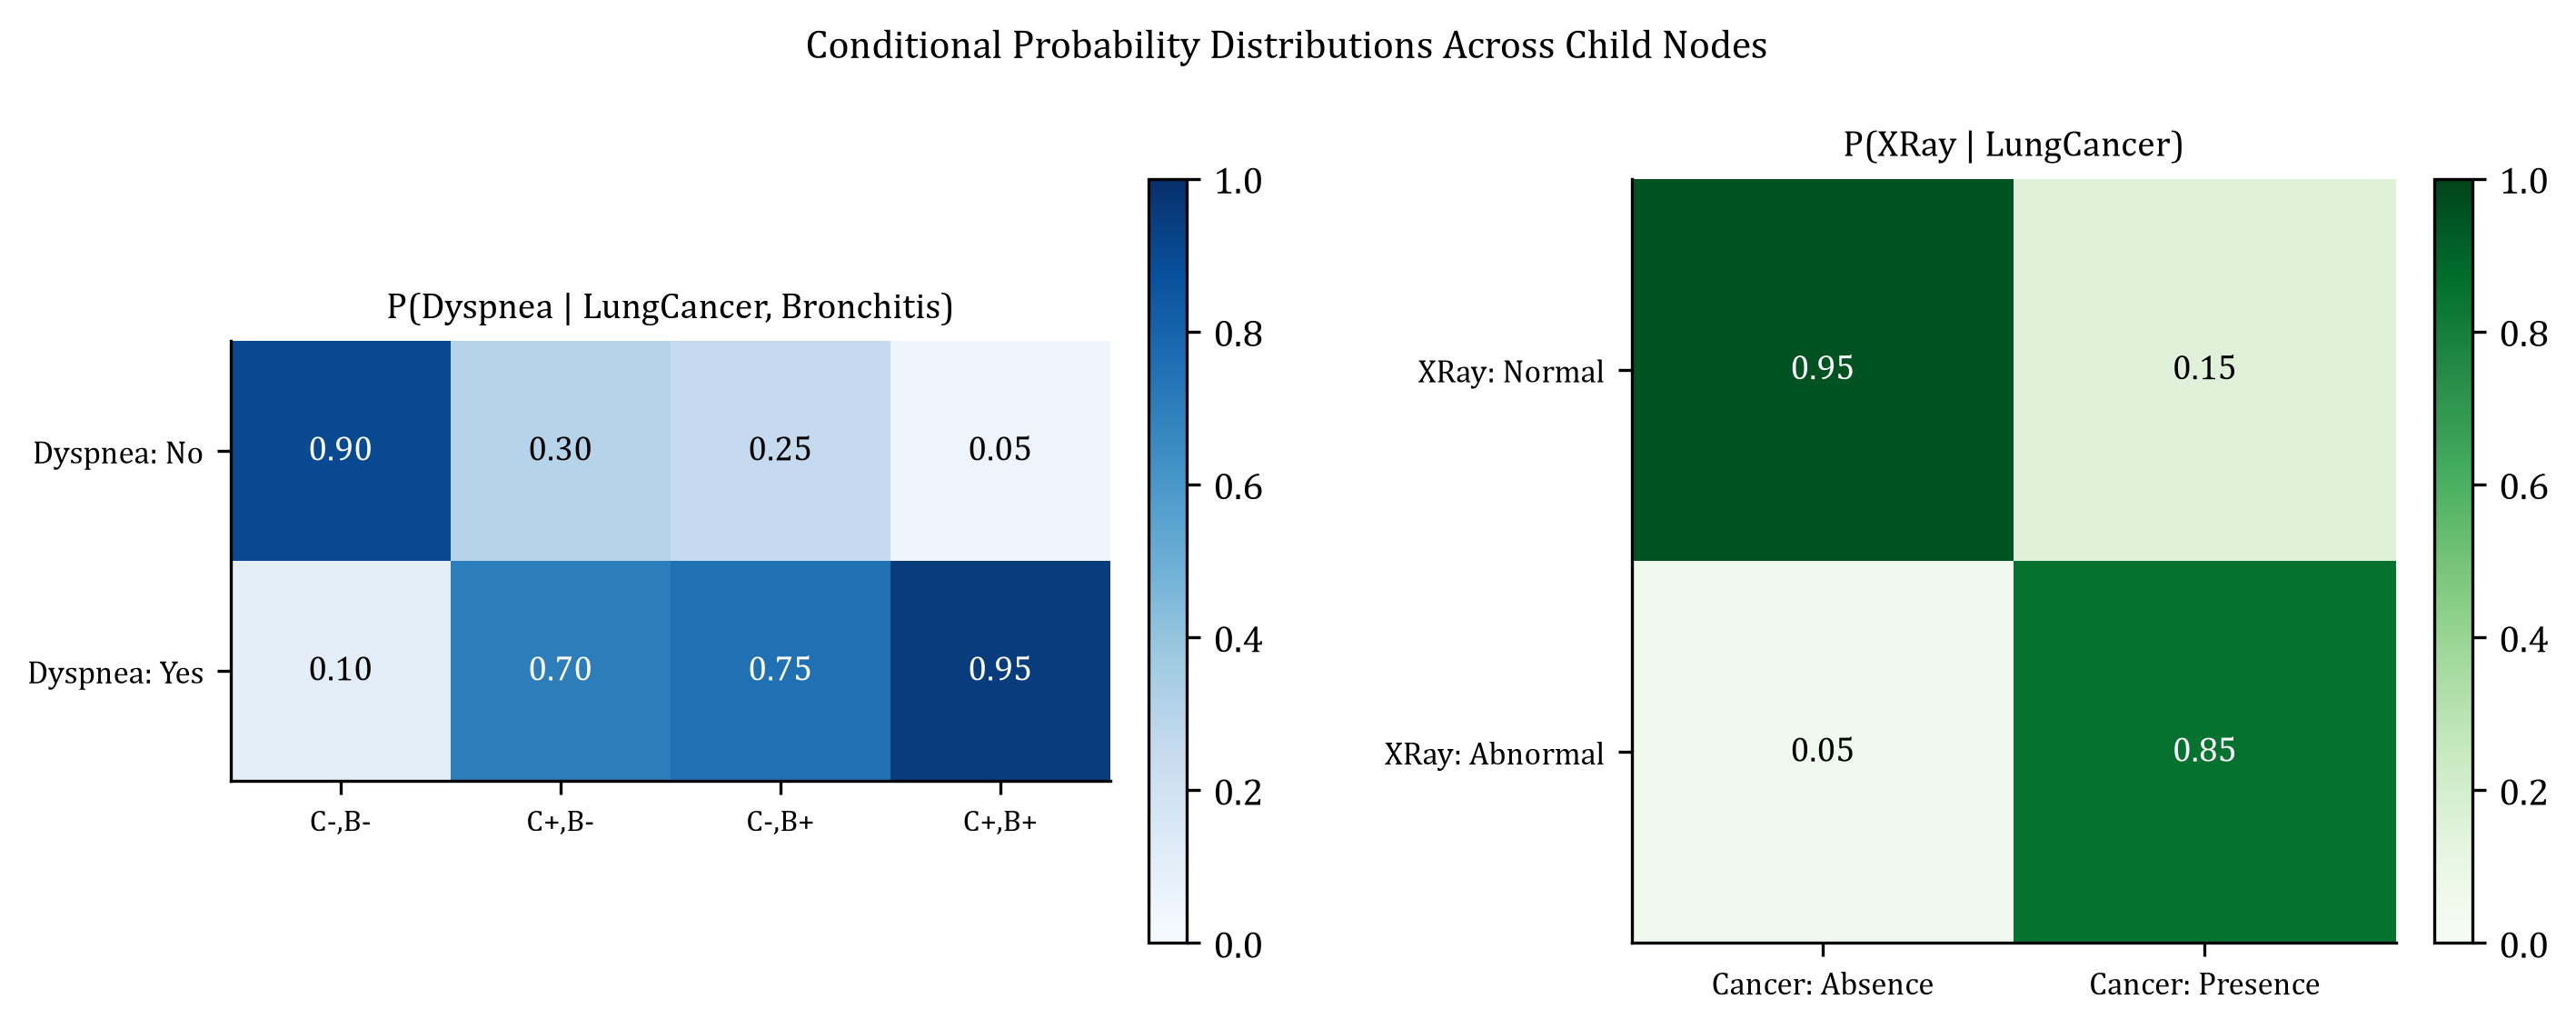 Conditional Probability Distributions Across Child Nodes
P(Dyspnea | LungCancer, Bronchitis)
Dyspnea: No
0.90 0.30 0.25 0.05
Dyspnea: Yes
0.10 0.70 0.75 0.95
C-,B- C+,B- C-,B+ C+,B+
1.0
0.8
0.6
0.4
0.2
0.0
P(XRay | LungCancer)
XRay: Normal
0.95 0.15
XRay: Abnormal
0.05 0.85
Cancer: Absence Cancer: Presence
1.0
0.8
0.6
0.4
0.2
0.0